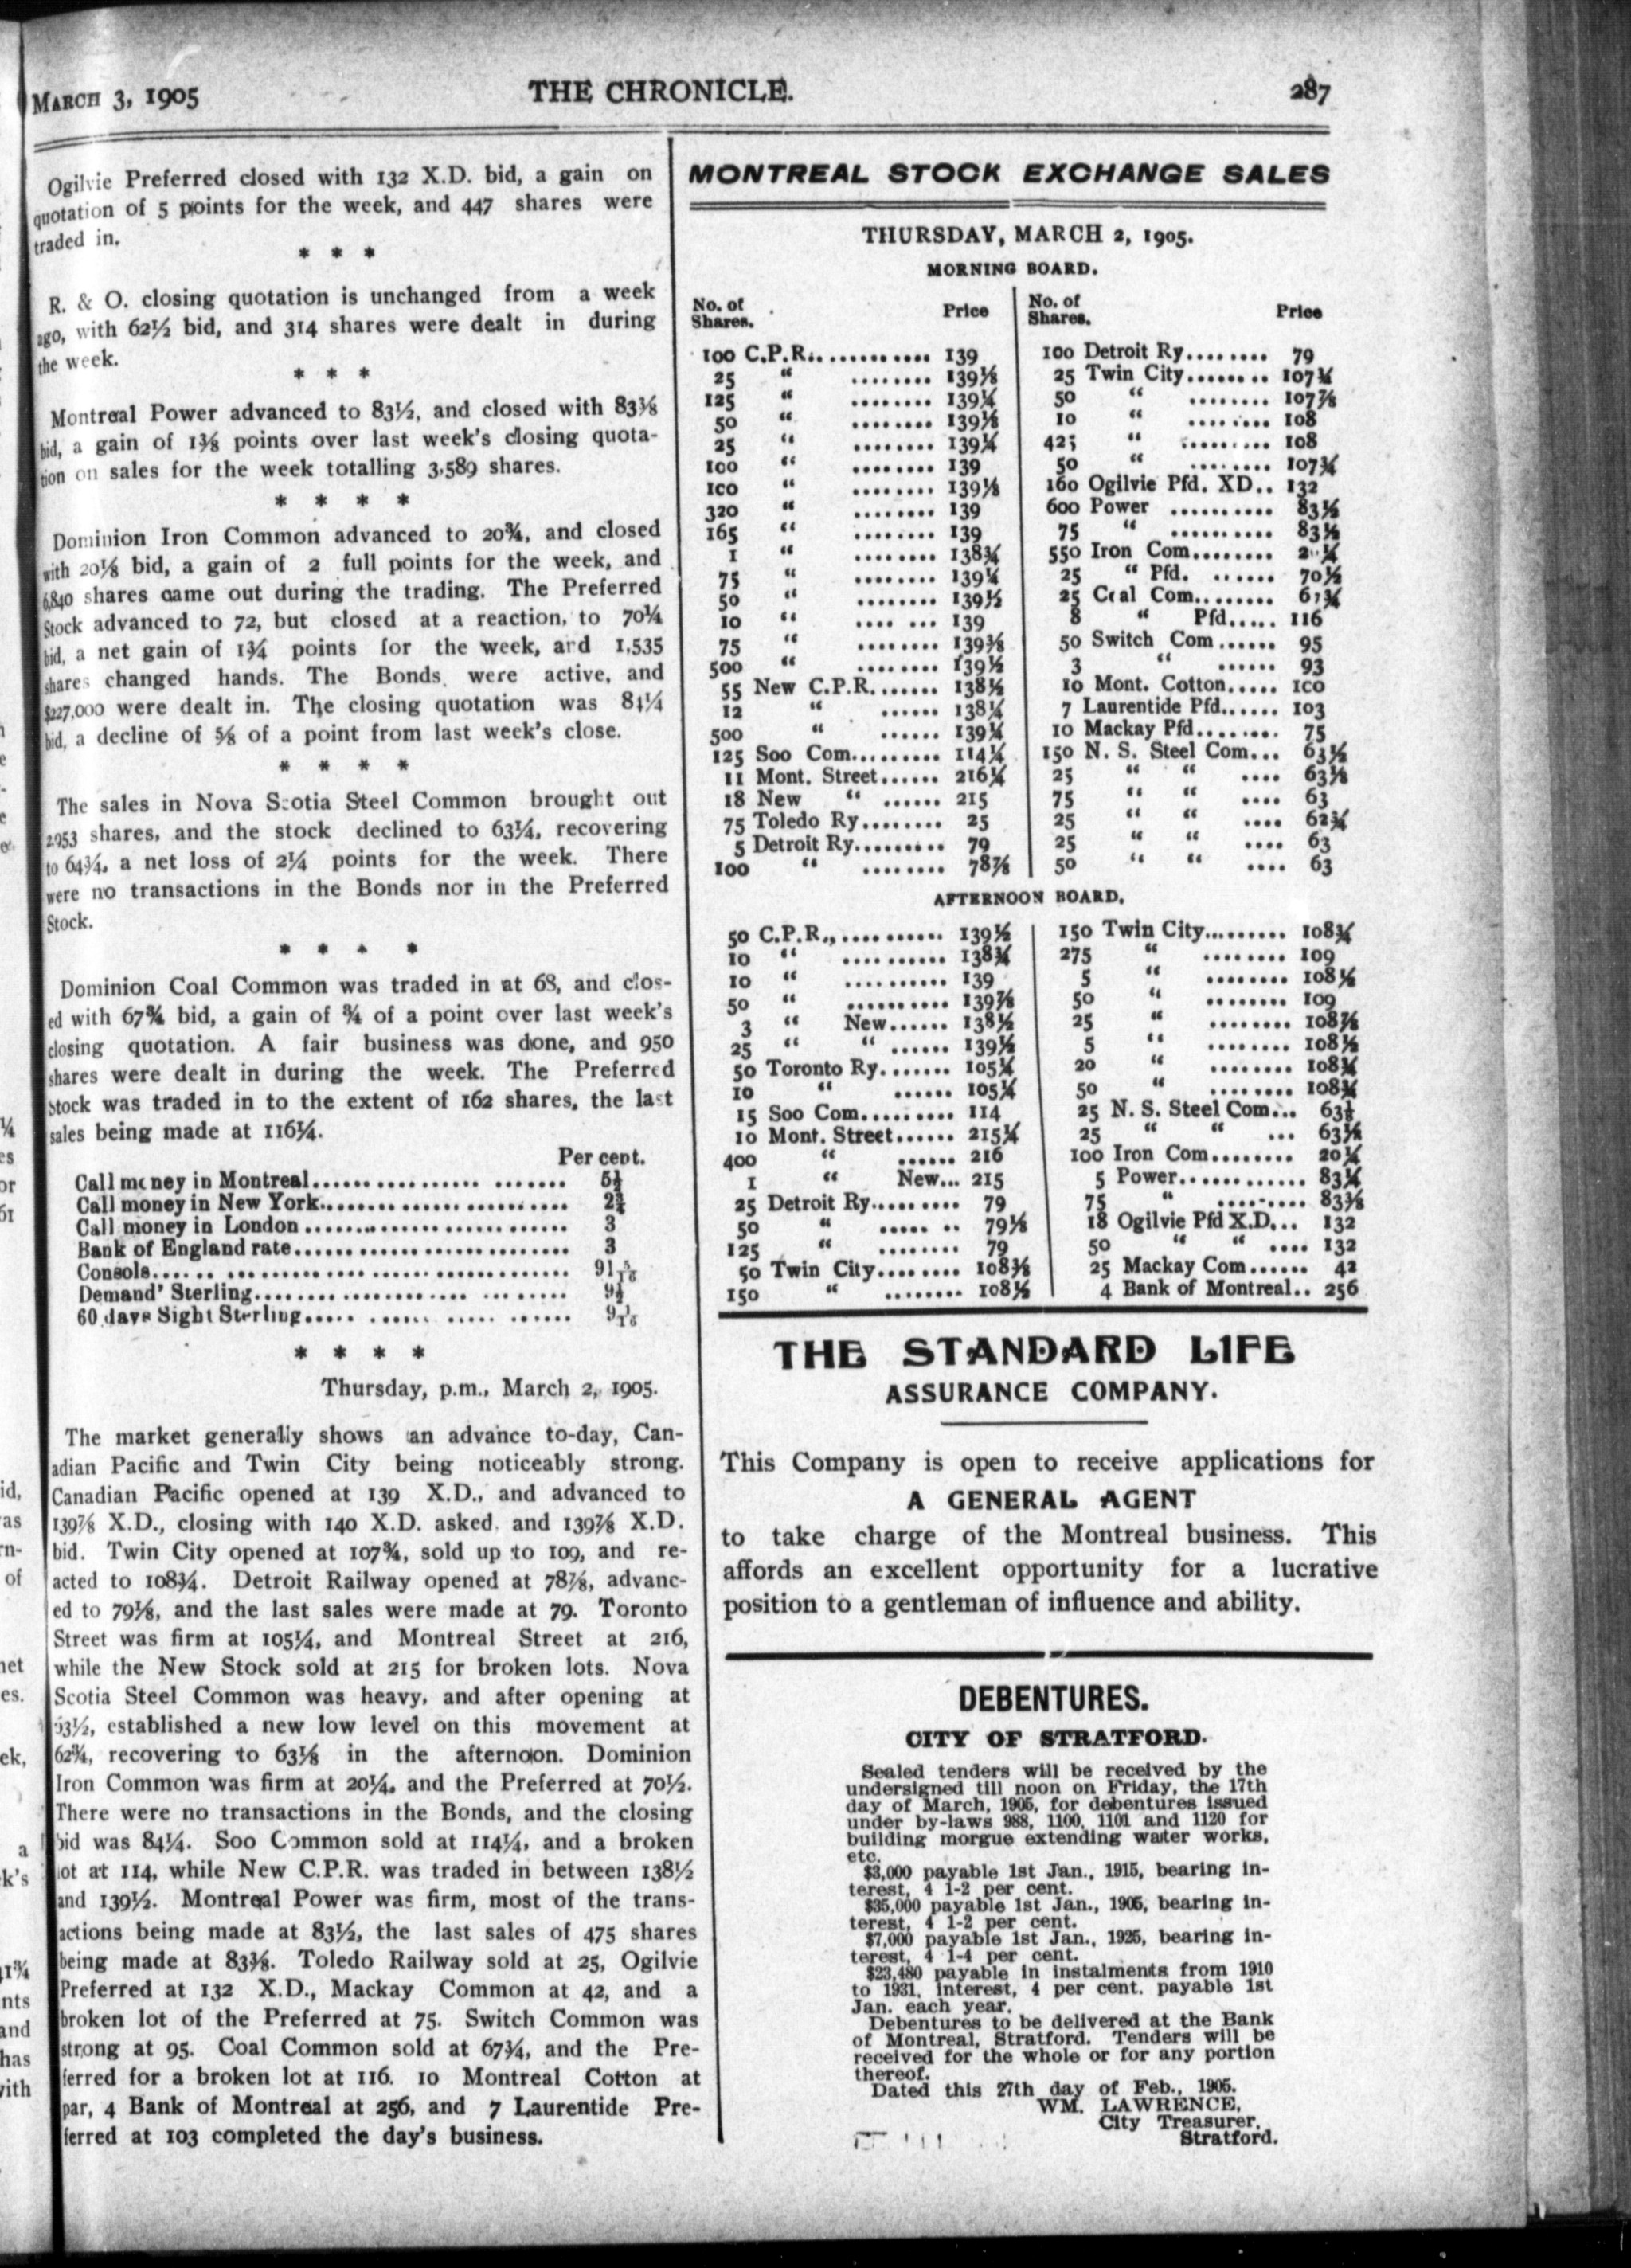 MARCH 3, 1905
THE CHRONICLE.
287
Ogilvie Preferred closed with 132 X.D. bid, a gain on
quotation of 5 points for the week, and 447 shares were
traded in.
* * *
R. & O. closing quotation is unchanged from a week
ago, with 62½ bid, and 314 shares were dealt in during
the week.
* * *
Montreal Power advanced to 83½, and closed with 83⅜
bid, a gain of 1⅜ points over last week's closing quota-
tion on sales for the week totalling 3,589 shares.
* * * *
Dominion Iron Common advanced to 20¾, and closed
with 20⅛ bid, a gain of 2 full points for the week, and
6,840 shares came out during the trading. The Preferred
Stock advanced to 72, but closed at a reaction, to 70¼
bid, a net gain of 1¾ points for the week, and 1,535
shares changed hands. The Bonds were active, and
$227,000 were dealt in. The closing quotation was 84¼
bid, a decline of ⅝ of a point from last week's close.
* * * *
The sales in Nova Scotia Steel Common brought out
2,953 shares, and the stock declined to 63¼, recovering
to 64¾, a net loss of 2¼ points for the week. There
were no transactions in the Bonds nor in the Preferred
Stock.
* * * *
Dominion Coal Common was traded in at 68, and clos-
ed with 67¾ bid, a gain of ¾ of a point over last week's
closing quotation. A fair business was done, and 950
shares were dealt in during the week. The Preferred
Stock was traded in to the extent of 162 shares, the last
sales being made at 116¼.
Per cent.
Call money in Montreal.................. ....... 5½
Call money in New York.................. ....... 2¾
Call money in London ........................ 3
Bank of England rate......................... 3
Consols...... .............................. 91 5/16
Demand Sterling.................... ... ...... 9½
60 days Sight Sterling..... ...... ..... ...... 9 1/16
* * * *
Thursday, p.m., March 2, 1905.
The market generally shows an advance to-day, Can-
adian Pacific and Twin City being noticeably strong.
Canadian Pacific opened at 139 X.D., and advanced to
139⅞ X.D., closing with 140 X.D. asked and 139⅞ X.D.
bid. Twin City opened at 107¾, sold up to 109, and re-
acted to 108¾. Detroit Railway opened at 78⅞, advanc-
ed to 79⅛, and the last sales were made at 79. Toronto
Street was firm at 105¼, and Montreal Street at 216,
while the New Stock sold at 215 for broken lots. Nova
Scotia Steel Common was heavy, and after opening at
63½, established a new low level on this movement at
62¾, recovering to 63⅛ in the afternoon. Dominion
Iron Common was firm at 20¼, and the Preferred at 70½.
There were no transactions in the Bonds, and the closing
bid was 84¼. Soo Common sold at 114¼, and a broken
lot at 114, while New C.P.R. was traded in between 138½
and 139½. Montreal Power was firm, most of the trans-
actions being made at 83½, the last sales of 475 shares
being made at 83⅜. Toledo Railway sold at 25, Ogilvie
Preferred at 132 X.D., Mackay Common at 42, and a
broken lot of the Preferred at 75. Switch Common was
strong at 95. Coal Common sold at 67¾, and the Pre-
ferred for a broken lot at 116. 10 Montreal Cotton at
par, 4 Bank of Montreal at 256, and 7 Laurentide Pre-
ferred at 103 completed the day's business.
MONTREAL STOCK EXCHANGE SALES
THURSDAY, MARCH 2, 1905.
MORNING BOARD.
No. of Shares. Price
100 C.P.R............. 139
25 " ........ 139⅛
125 " ........ 139¼
50 " ........ 139⅛
25 " ........ 139¼
100 " ........ 139
100 " ........ 139⅛
320 " ........ 139
165 " ........ 139
1 " ........ 138¾
75 " ........ 139¼
50 " ........ 139½
10 " .... ... 139
75 " ........ 139⅜
500 " ........ 139½
55 New C.P.R....... 138½
12 " ...... 138¼
500 " ...... 139¼
125 Soo Com.......... 114¼
11 Mont. Street...... 216¼
18 New " ...... 215
75 Toledo Ry........ 25
5 Detroit Ry......... 79
100 " ........ 78⅞
No. of Shares. Price
100 Detroit Ry........ 79
25 Twin City........ 107¾
50 " ........ 107⅞
10 " ........ 108
425 " ......... 108
50 " ........ 107¾
160 Ogilvie Pfd. XD.. 132
600 Power .......... 83½
75 " .......... 83½
550 Iron Com........ 20¼
25 " Pfd. ...... 70½
25 Coal Com........ 67¾
8 " Pfd..... 116
50 Switch Com ...... 95
3 " ...... 93
10 Mont. Cotton..... 100
7 Laurentide Pfd...... 103
10 Mackay Pfd........ 75
150 N. S. Steel Com... 63½
25 " " .... 63⅛
75 " " .... 63
25 " " .... 62¾
25 " " .... 63
50 " " .... 63
AFTERNOON BOARD.
50 C.P.R............. 139½
10 " .......... 138¾
10 " .......... 139
50 " .......... 139⅞
3 " New...... 138½
25 " " ...... 139½
50 Toronto Ry....... 105¼
10 " ...... 105¼
15 Soo Com.......... 114
10 Mont. Street...... 215¼
400 " ...... 216
1 " New... 215
25 Detroit Ry......... 79
50 " ..... .. 79⅛
125 " ........ 79
50 Twin City........ 108⅜
150 " ........ 108½
150 Twin City......... 108¾
275 " ........ 109
5 " ........ 108½
50 " ........ 109
25 " ........ 108⅞
5 " ........ 108½
20 " ........ 108¾
50 " ........ 108¾
25 N. S. Steel Com... 63⅛
25 " " ... 63⅛
100 Iron Com........ 20¼
5 Power............ 83¼
75 " ......... 83⅜
18 Ogilvie Pfd X.D... 132
50 " " .... 132
25 Mackay Com...... 42
4 Bank of Montreal.. 256
THE STANDARD LIFE
ASSURANCE COMPANY.
This Company is open to receive applications for
A GENERAL AGENT
to take charge of the Montreal business. This
affords an excellent opportunity for a lucrative
position to a gentleman of influence and ability.
DEBENTURES.
CITY OF STRATFORD.
Sealed tenders will be received by the
undersigned till noon on Friday, the 17th
day of March, 1905, for debentures issued
under by-laws 988, 1100, 1101 and 1120 for
building morgue extending water works,
etc.
$3,000 payable 1st Jan., 1915, bearing in-
terest, 4 1-2 per cent.
$35,000 payable 1st Jan., 1905, bearing in-
terest, 4 1-2 per cent.
$7,000 payable 1st Jan., 1925, bearing in-
terest, 4 1-4 per cent.
$23,480 payable in instalments from 1910
to 1931, interest, 4 per cent. payable 1st
Jan. each year.
Debentures to be delivered at the Bank
of Montreal, Stratford. Tenders will be
received for the whole or for any portion
thereof.
Dated this 27th day of Feb., 1905.
WM. LAWRENCE,
City Treasurer,
Stratford.